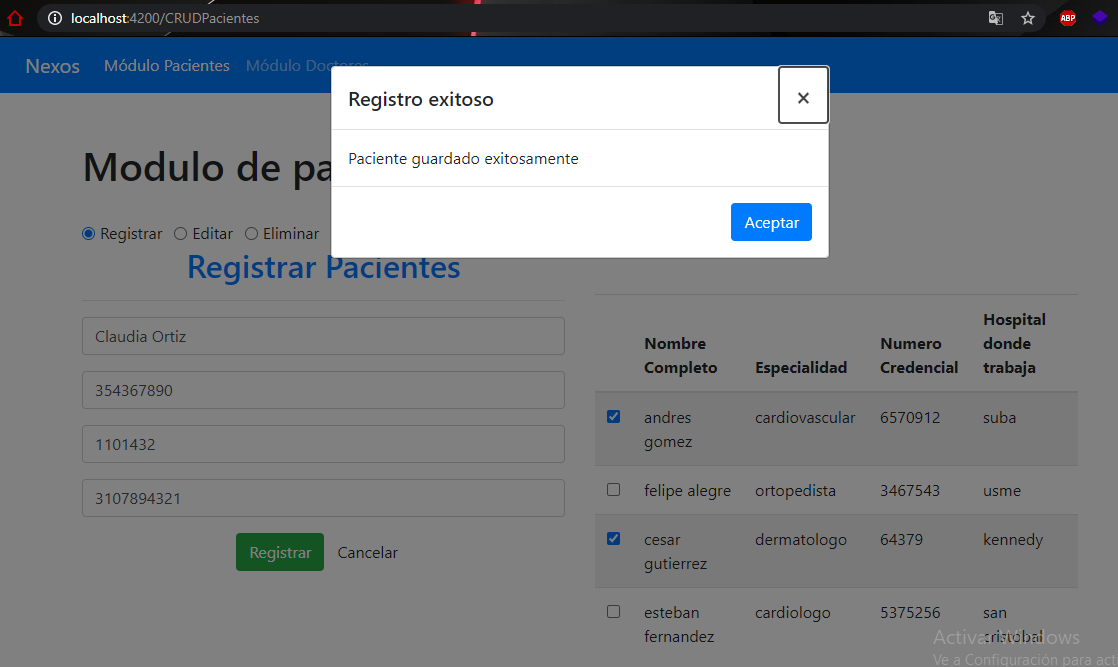 localhost:4200/CRUDPacientes
ABP
Nexos Módulo Pacientes Módulo Doctores
Registro exitoso ×
Paciente guardado exitosamente
Aceptar
Modulo de pa
Registrar Editar Eliminar
Registrar Pacientes
Claudia Ortiz
354367890
1101432
3107894321
Registrar Cancelar
Hospital
Nombre Numero donde
Completo Especialidad Credencial trabaja
andres cardiovascular 6570912 suba
gomez
felipe alegre ortopedista 3467543 usme
cesar dermatologo 64379 kennedy
gutierrez
esteban cardiologo 5375256 san
fernandez
Activar Windows
Ve a Configuración para act